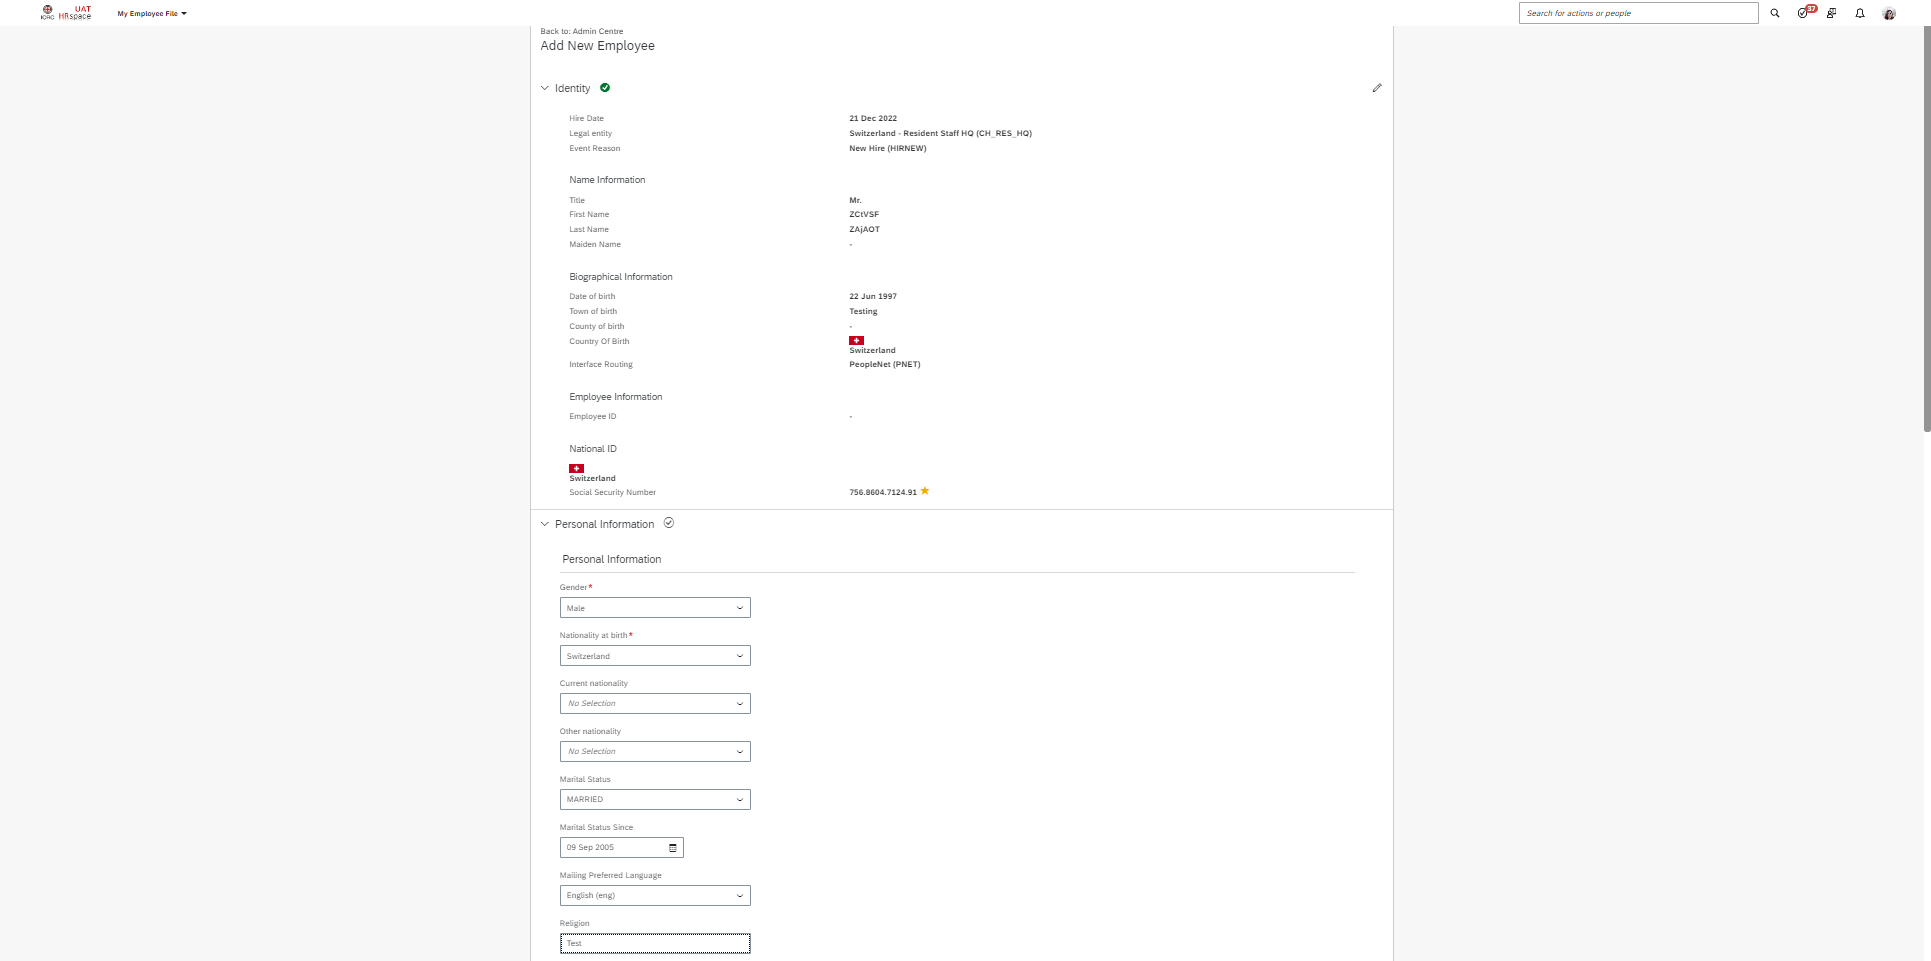 ICRC
UAT
HRspace
My Employee File
Search for actions or people
37
Back to: Admin Centre
Add New Employee
Identity
Hire Date 21 Dec 2022
Legal entity Switzerland - Resident Staff HQ (CH_RES_HQ)
Event Reason New Hire (HIRNEW)
Name Information
Title Mr.
First Name ZCtVSF
Last Name ZAjAOT
Maiden Name -
Biographical Information
Date of birth 22 Jun 1997
Town of birth Testing
County of birth -
Country Of Birth
Switzerland
Interface Routing PeopleNet (PNET)
Employee Information
Employee ID -
National ID
Switzerland
Social Security Number 756.8604.7124.91
Personal Information
Personal Information
Gender*
Male
Nationality at birth*
Switzerland
Current nationality
No Selection
Other nationality
No Selection
Marital Status
MARRIED
Marital Status Since
09 Sep 2005
Mailing Preferred Language
English (eng)
Religion
Test